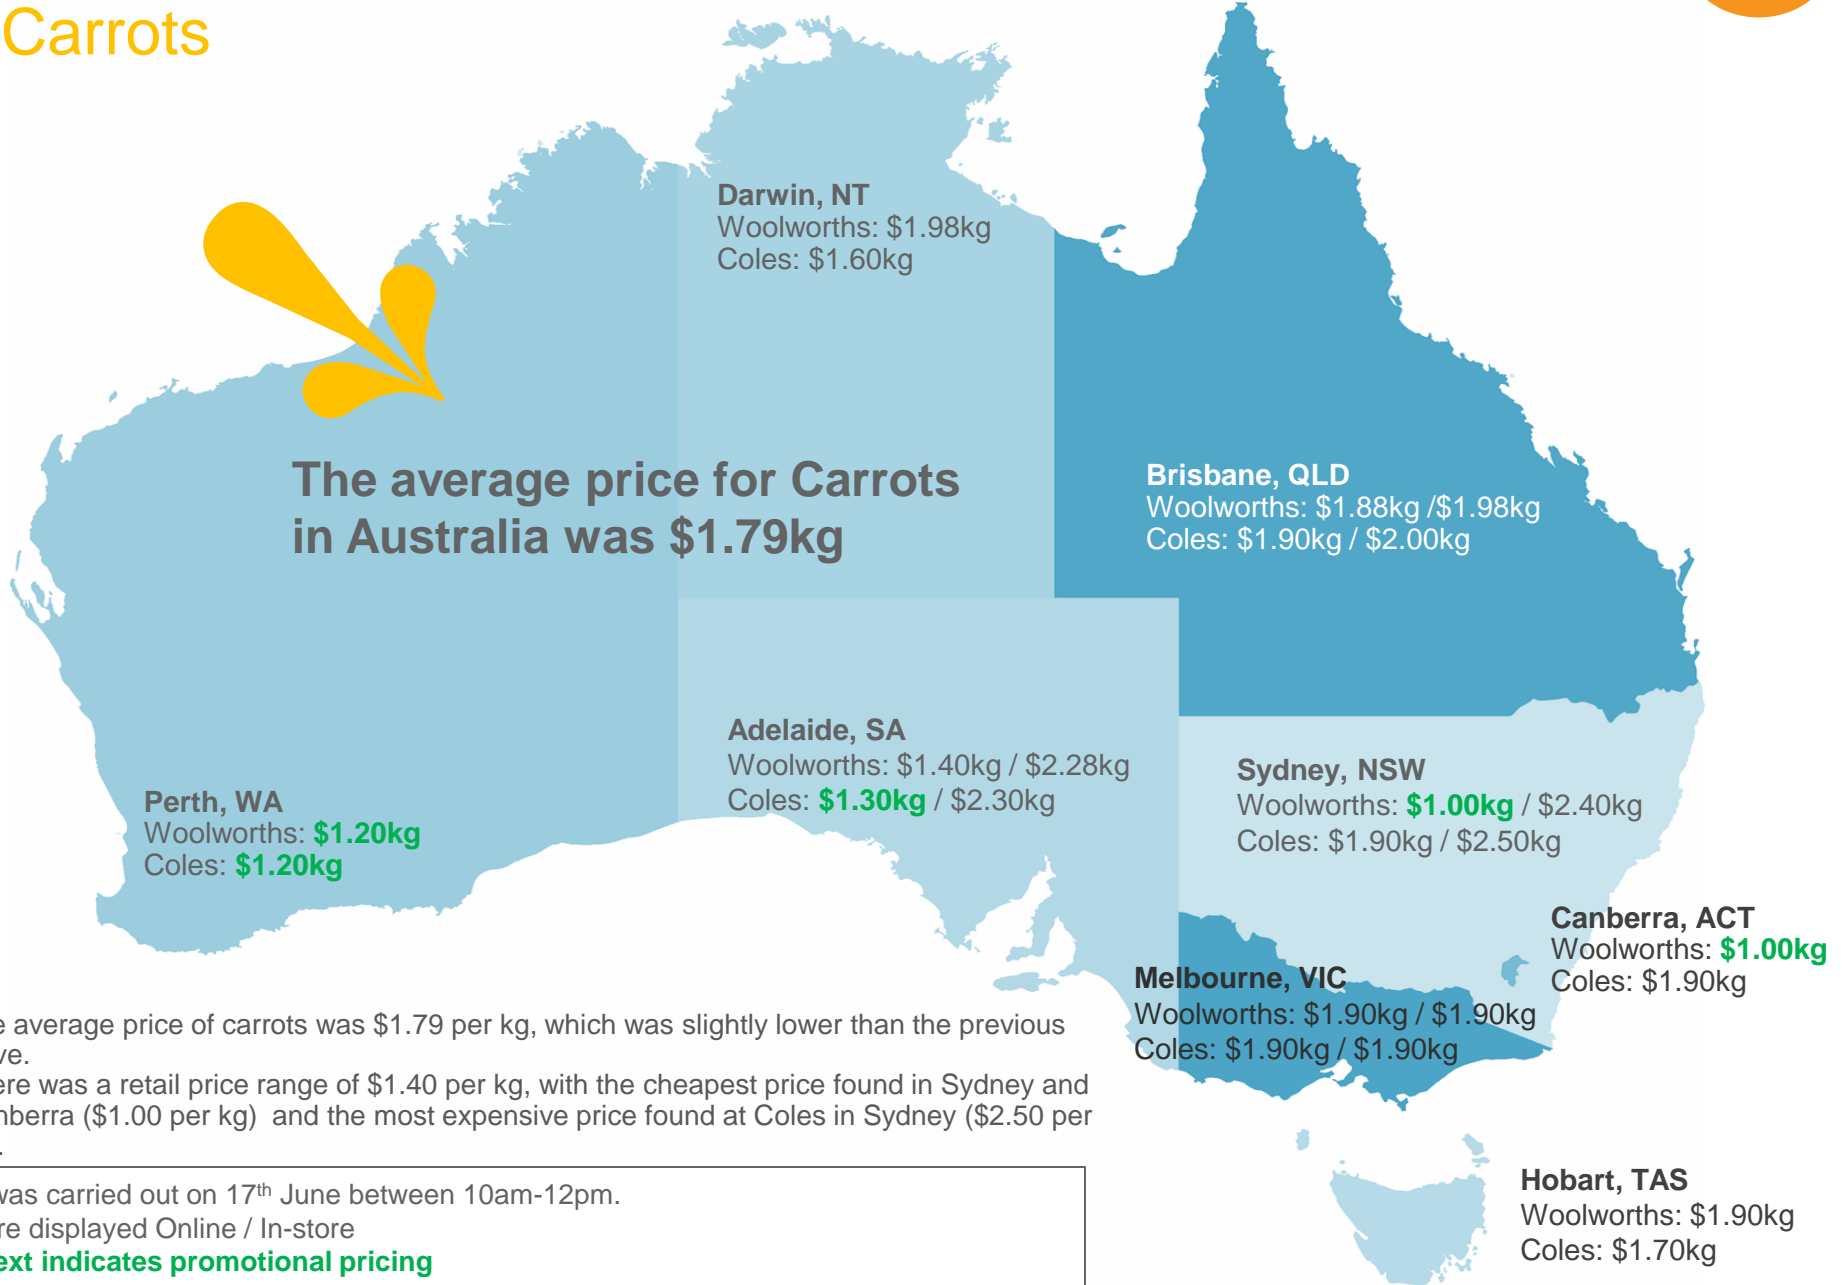 Carrots
Darwin, NT
Woolworths: $1.98kg
Coles: $1.60kg
The average price for Carrots
in Australia was $1.79kg
Brisbane, QLD
Woolworths: $1.88kg /$1.98kg
Coles: $1.90kg / $2.00kg
Adelaide, SA
Woolworths: $1.40kg / $2.28kg
Coles: $1.30kg / $2.30kg
Sydney, NSW
Woolworths: $1.00kg / $2.40kg
Coles: $1.90kg / $2.50kg
Perth, WA
Woolworths: $1.20kg
Coles: $1.20kg
Canberra, ACT
Woolworths: $1.00kg
Coles: $1.90kg
Melbourne, VIC
Woolworths: $1.90kg / $1.90kg
Coles: $1.90kg / $1.90kg
e average price of carrots was $1.79 per kg, which was slightly lower than the previous
ve.
ere was a retail price range of $1.40 per kg, with the cheapest price found in Sydney and
nberra ($1.00 per kg) and the most expensive price found at Coles in Sydney ($2.50 per
.
was carried out on 17th June between 10am-12pm.
re displayed Online / In-store
ext indicates promotional pricing
Hobart, TAS
Woolworths: $1.90kg
Coles: $1.70kg